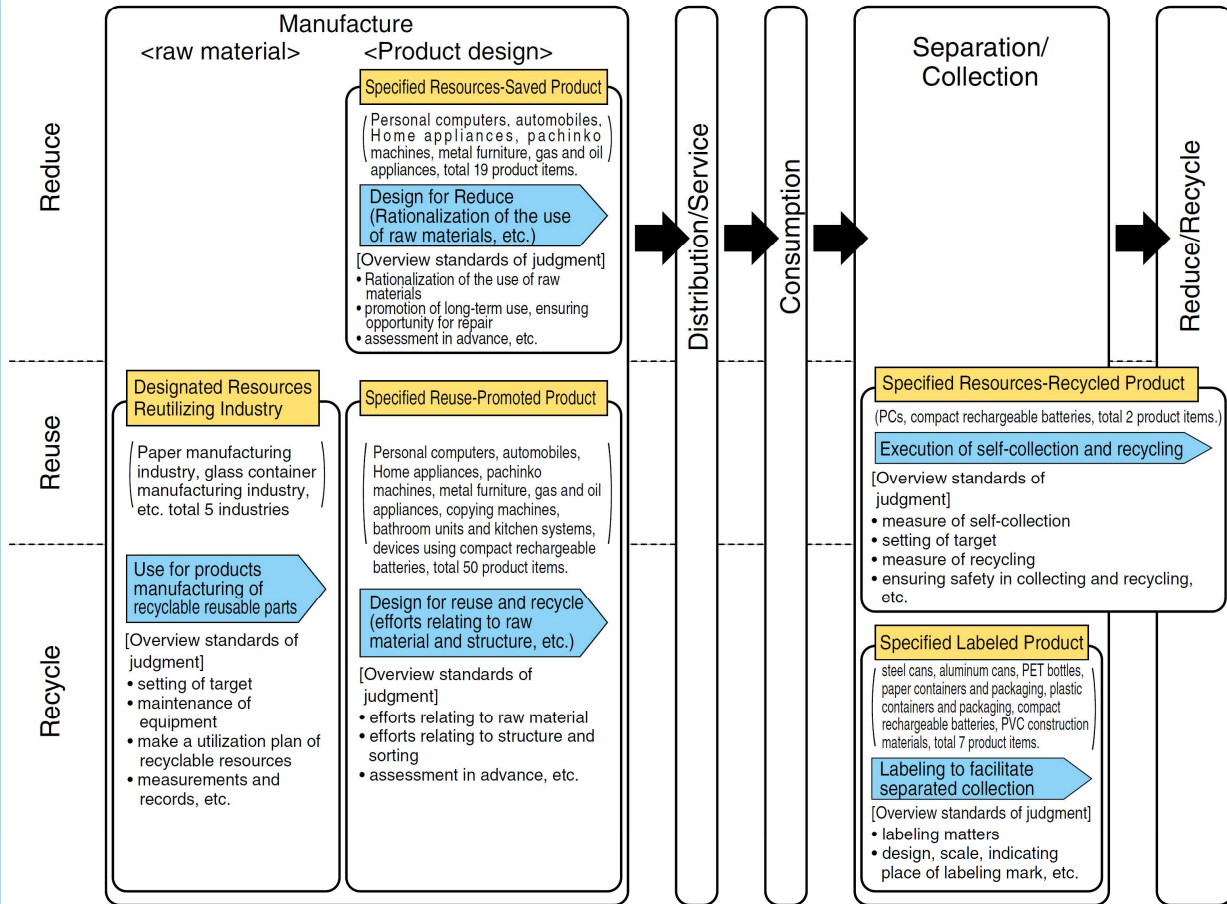 Manufacture
<raw material>
<Product design>
Reduce
Specified Resources-Saved Product
Personal computers, automobiles,
Home appliances, pachinko
machines, metal furniture, gas and oil
appliances, total 19 product items.
Design for Reduce
(Rationalization of the use
of raw materials, etc.)
[Overview standards of judgment]
• Rationalization of the use of raw
materials
• promotion of long-term use, ensuring
opportunity for repair
• assessment in advance, etc.
Reuse
Recycle
Designated Resources
Reutilizing Industry
Paper manufacturing
industry, glass container
manufacturing industry,
etc. total 5 industries
Use for products
manufacturing of
recyclable reusable parts
[Overview standards of
judgment]
• setting of target
• maintenance of
equipment
• make a utilization plan of
recyclable resources
• measurements and
records, etc.
Specified Reuse-Promoted Product
Personal computers, automobiles,
Home appliances, pachinko
machines, metal furniture, gas and oil
appliances, copying machines,
bathroom units and kitchen systems,
devices using compact rechargeable
batteries, total 50 product items.
Design for reuse and recycle
(efforts relating to raw
material and structure, etc.)
[Overview standards of
judgment]
• efforts relating to raw material
• efforts relating to structure and
sorting
• assessment in advance, etc.
Distribution/Service
Consumption
Separation/
Collection
Specified Resources-Recycled Product
(PCs, compact rechargeable batteries, total 2 product items.)
Execution of self-collection and recycling
[Overview standards of
judgment]
• measure of self-collection
• setting of target
• measure of recycling
• ensuring safety in collecting and recycling,
etc.
Specified Labeled Product
steel cans, aluminum cans, PET bottles,
paper containers and packaging, plastic
containers and packaging, compact
rechargeable batteries, PVC construction
materials, total 7 product items.
Labeling to facilitate
separated collection
[Overview standards of judgment]
• labeling matters
• design, scale, indicating
place of labeling mark, etc.
Reduce/Recycle